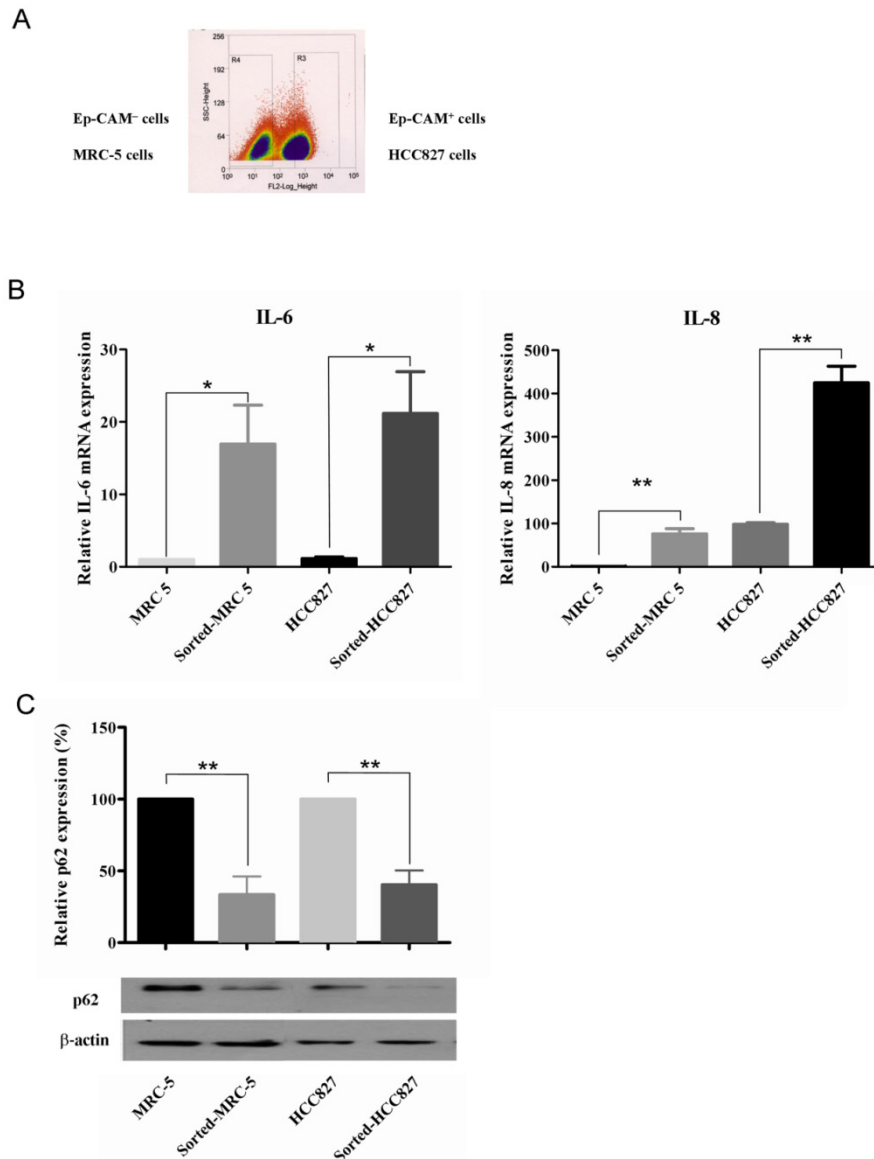 A
256
192
128
64
0
SSC-Height
R4
R3
10⁰ 10¹ 10² 10³ 10⁴ 10⁵
FL2-Log_Height
Ep-CAM⁻ cells
MRC-5 cells
Ep-CAM⁺ cells
HCC827 cells
B
IL-6
Relative IL-6 mRNA expression
30
20
10
0
*
*
MRC 5
Sorted-MRC 5
HCC827
Sorted-HCC827
IL-8
Relative IL-8 mRNA expression
500
400
300
200
100
0
**
**
MRC 5
Sorted-MRC 5
HCC827
Sorted-HCC827
C
Relative p62 expression (%)
150
100
50
0
**
**
p62
β-actin
MRC-5
Sorted-MRC-5
HCC827
Sorted-HCC827